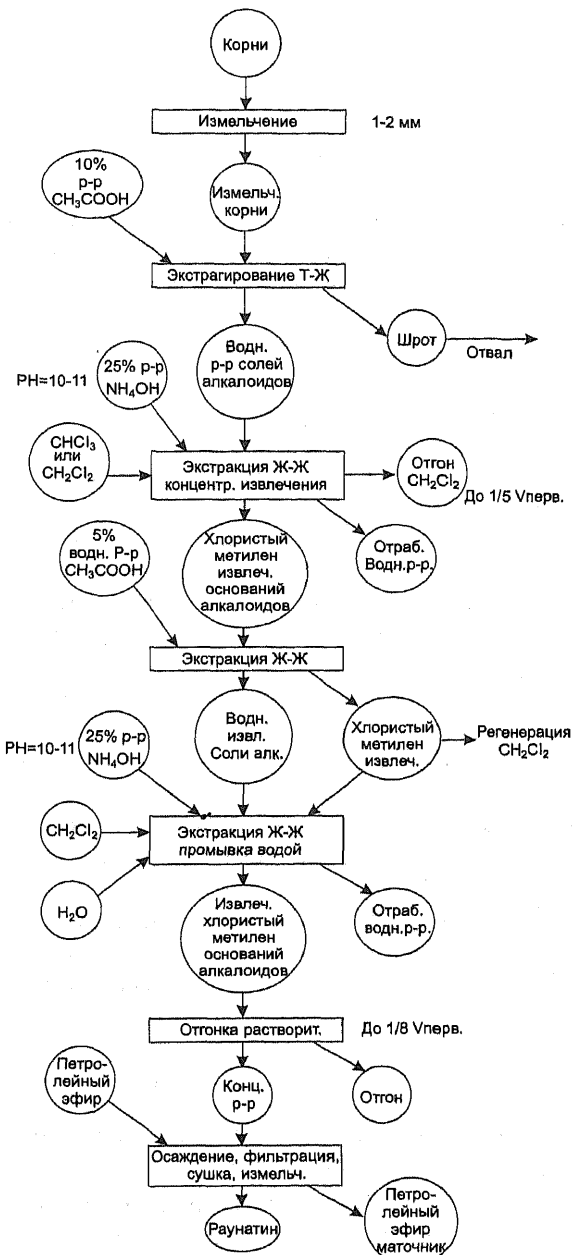 Корни
Измельчение
1-2 мм
10%
р-р
CH₃COOH
Измельч.
корни
Экстрагирование Т-Ж
Шрот
Отвал
Водн.
р-р солей
алкалоидов
PH=10-11
25% р-р
NH₄OH
CHCl₃
или
CH₂Cl₂
Экстракция Ж-Ж
концентр. извлечения
Отгон
CH₂Cl₂
До 1/5 Vперв.
5%
водн. Р-р
CH₃COOH
Хлористый
метилен
извлеч.
оснований
алкалоидов
Отраб.
Водн.р-р.
Экстракция Ж-Ж
PH=10-11
25% р-р
NH₄OH
Водн.
извл.
Соли алк.
Хлористый
метилен
извлеч.
Регенерация
CH₂Cl₂
CH₂Cl₂
Экстракция Ж-Ж
промывка водой
H₂O
Извлеч.
хлористый
метилен
оснований
алкалоидов
Отраб.
водн.р-р.
Отгонка растворит.
До 1/8 Vперв.
Петро-
лейный
эфир
Конц.
р-р
Отгон
Осаждение, фильтрация,
сушка, измельч.
Раунатин
Петро-
лейный
эфир
маточник